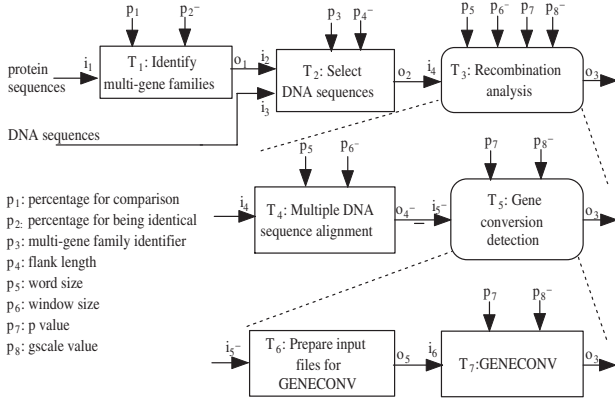 p1 p2-
p3 p4-
p5 p6- p7 p8-
protein
sequences
i1
T1: Identify
multi-gene families
o1 i2
i3
T2: Select
DNA sequences
o2 i4
T3: Recombination
analysis
o3
DNA sequences
p5 p6-
p7 p8-
i4
T4: Multiple DNA
sequence alignment
o4- i5-
T5: Gene
conversion
detection
o3
p1: percentage for comparison
p2: percentage for being identical
p3: multi-gene family identifier
p4: flank length
p5: word size
p6: window size
p7: p value
p8: gscale value
p7 p8-
i5-
T6: Prepare input
files for
GENECONV
o5 i6
T7:GENECONV
o3